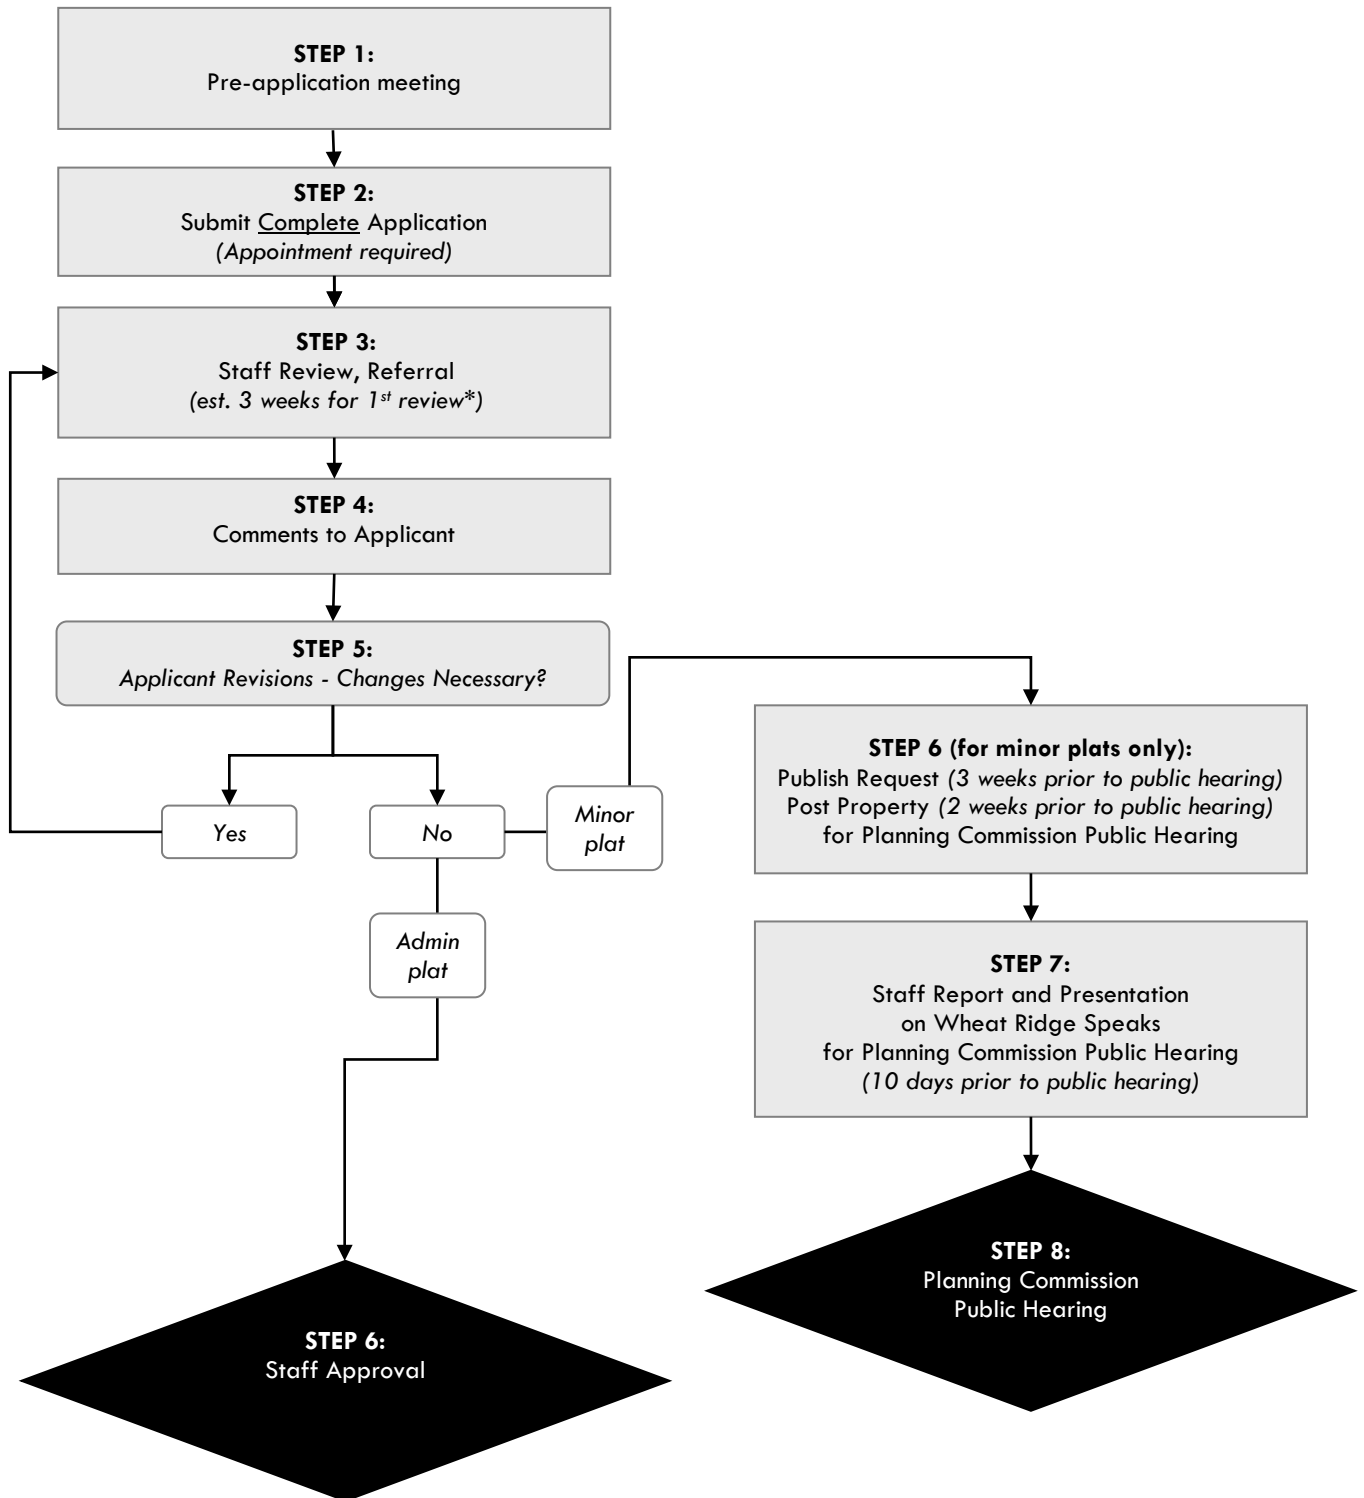 STEP 1:
Pre-application meeting
STEP 2:
Submit Complete Application
(Appointment required)
STEP 3:
Staff Review, Referral
(est. 3 weeks for 1st review*)
STEP 4:
Comments to Applicant
STEP 5:
Applicant Revisions - Changes Necessary?
Yes
No
Minor
plat
Admin
plat
STEP 6:
Staff Approval
STEP 6 (for minor plats only):
Publish Request (3 weeks prior to public hearing)
Post Property (2 weeks prior to public hearing)
for Planning Commission Public Hearing
STEP 7:
Staff Report and Presentation
on Wheat Ridge Speaks
for Planning Commission Public Hearing
(10 days prior to public hearing)
STEP 8:
Planning Commission
Public Hearing